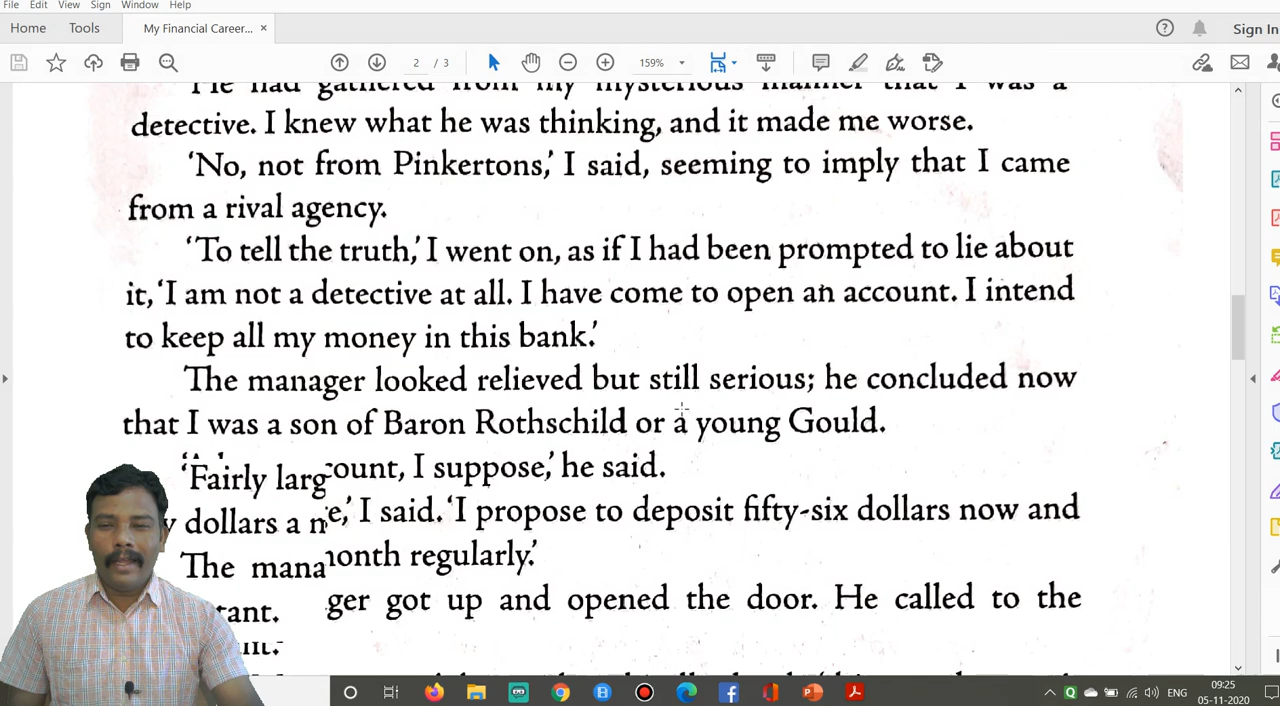 File Edit View Sign Window Help
Home Tools My Financial Career... × Sign In
2 / 3 159%
He had gathered from my mysterious manner that I was a
detective. I knew what he was thinking, and it made me worse.
‘No, not from Pinkertons,’ I said, seeming to imply that I came
from a rival agency.
‘To tell the truth,’ I went on, as if I had been prompted to lie about
it, ‘I am not a detective at all. I have come to open an account. I intend
to keep all my money in this bank.’
The manager looked relieved but still serious; he concluded now
that I was a son of Baron Rothschild or a young Gould.
count, I suppose,’ he said.
‘Fairly larg e,’ I said. ‘I propose to deposit fifty-six dollars now and
y dollars a m onth regularly.’
The mana ger got up and opened the door. He called to the
tant.
ENG 09:25
05-11-2020